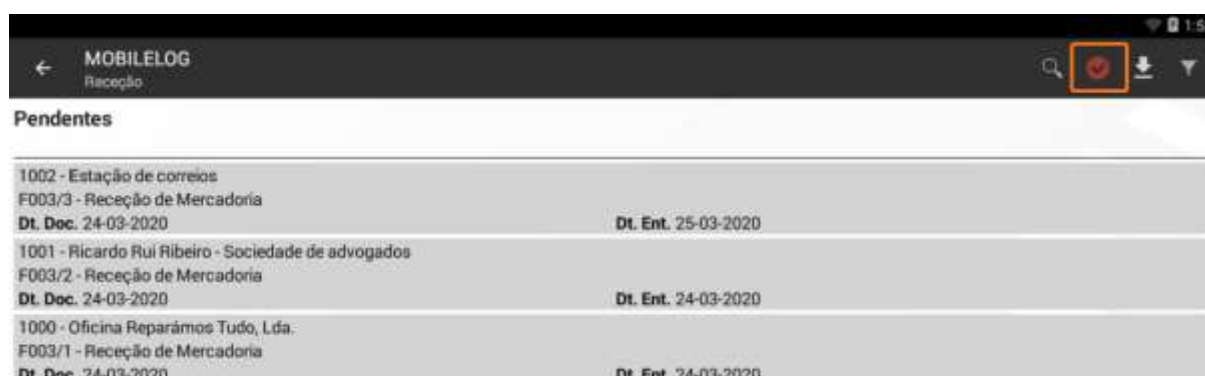 1:5
MOBILELOG
Receção
Pendentes
1002 - Estação de correios
F003/3 - Receção de Mercadoria
Dt. Doc. 24-03-2020 Dt. Ent. 25-03-2020
1001 - Ricardo Rui Ribeiro - Sociedade de advogados
F003/2 - Receção de Mercadoria
Dt. Doc. 24-03-2020 Dt. Ent. 24-03-2020
1000 - Oficina Reparámos Tudo, Lda.
F003/1 - Receção de Mercadoria
Dt. Doc. 24-03-2020 Dt. Ent. 24-03-2020